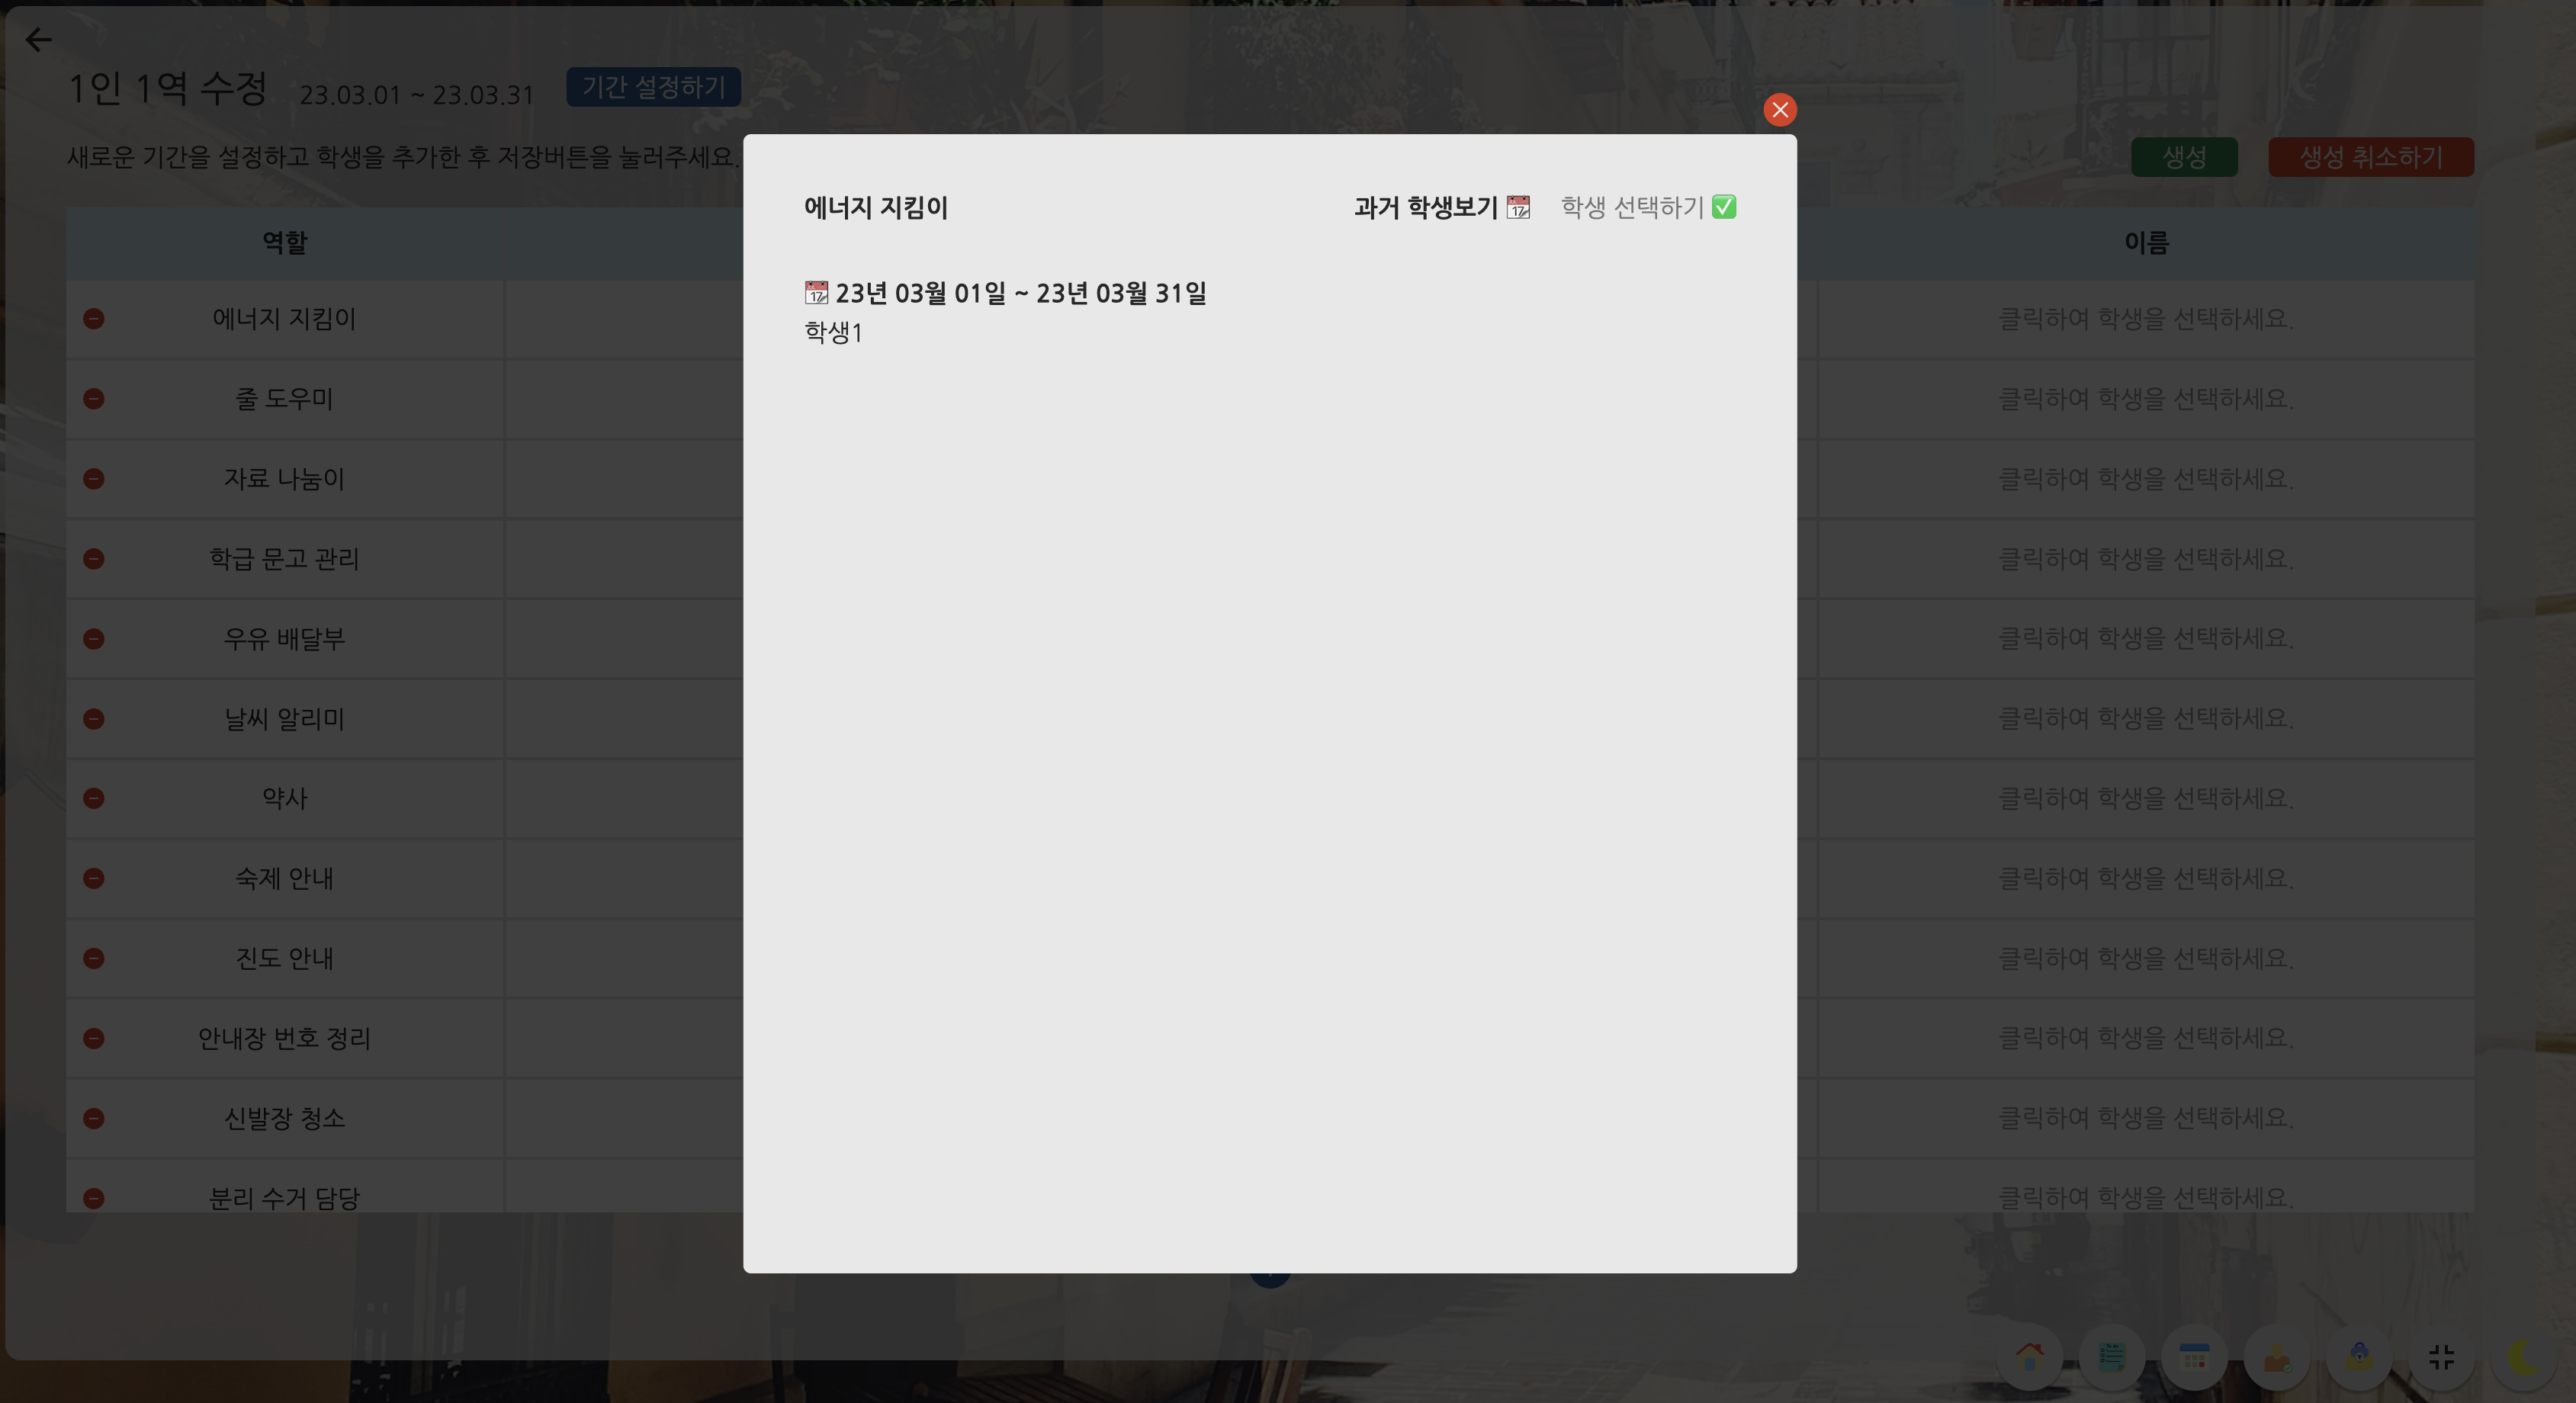 1인 1역 수정
23.03.01 ~ 23.03.31
기간 설정하기
새로운 기간을 설정하고 학생을 추가한 후 저장버튼을 눌러주세요.
생성
생성 취소하기
역할
이름
에너지 지킴이
클릭하여 학생을 선택하세요.
줄 도우미
클릭하여 학생을 선택하세요.
자료 나눔이
클릭하여 학생을 선택하세요.
학급 문고 관리
클릭하여 학생을 선택하세요.
우유 배달부
클릭하여 학생을 선택하세요.
날씨 알리미
클릭하여 학생을 선택하세요.
약사
클릭하여 학생을 선택하세요.
숙제 안내
클릭하여 학생을 선택하세요.
진도 안내
클릭하여 학생을 선택하세요.
안내장 번호 정리
클릭하여 학생을 선택하세요.
신발장 청소
클릭하여 학생을 선택하세요.
분리 수거 담당
클릭하여 학생을 선택하세요.
에너지 지킴이
과거 학생보기 📆
학생 선택하기 ✅
📆 23년 03월 01일 ~ 23년 03월 31일
학생1